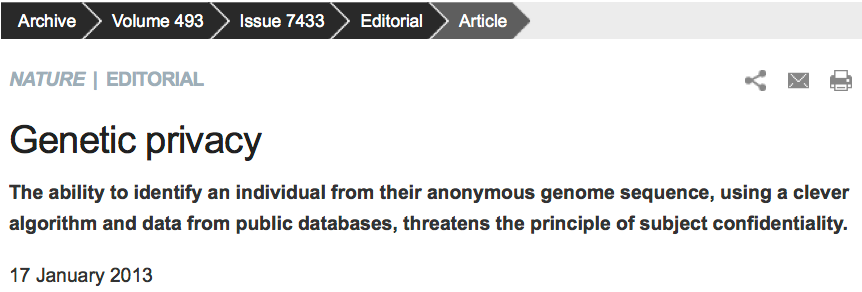 Archive Volume 493 Issue 7433 Editorial Article
NATURE | EDITORIAL
Genetic privacy
The ability to identify an individual from their anonymous genome sequence, using a clever
algorithm and data from public databases, threatens the principle of subject confidentiality.
17 January 2013